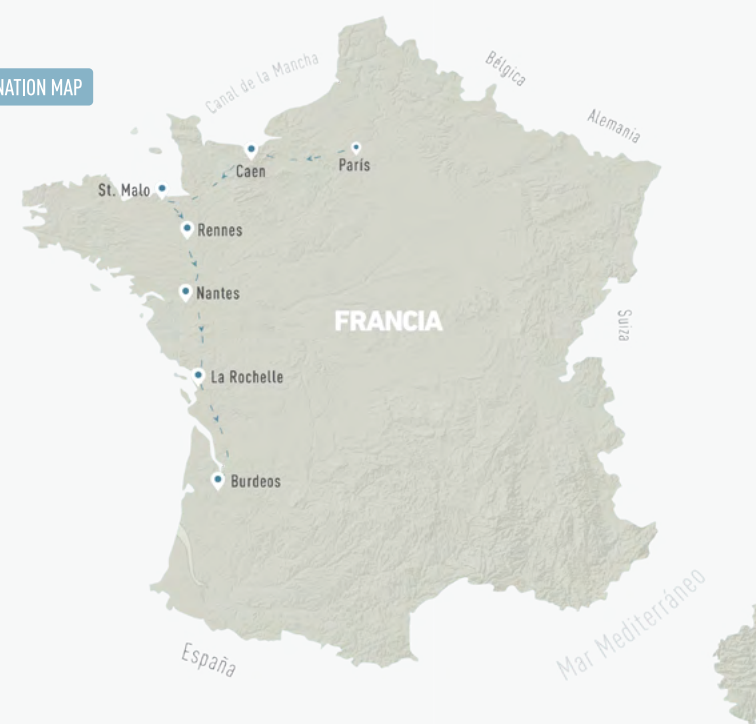 NATION MAP
Canal de la Mancha
Bélgica
Alemania
París
Caen
St. Malo
Rennes
Nantes
FRANCIA
Suiza
La Rochelle
Burdeos
España
Mar Mediterráneo